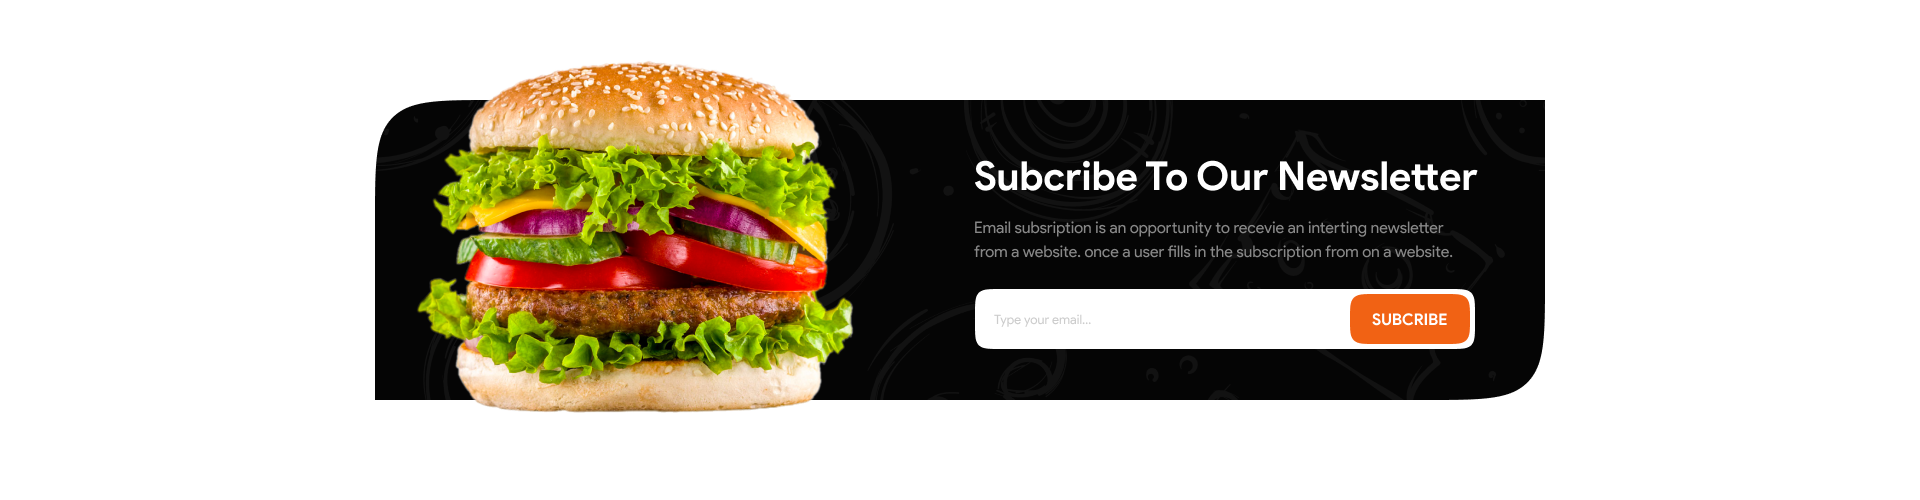 Subcribe To Our Newsletter
Email subsription is an opportunity to recevie an interting newsletter
from a website. once a user fills in the subscription from on a website.
Type your email...
SUBCRIBE